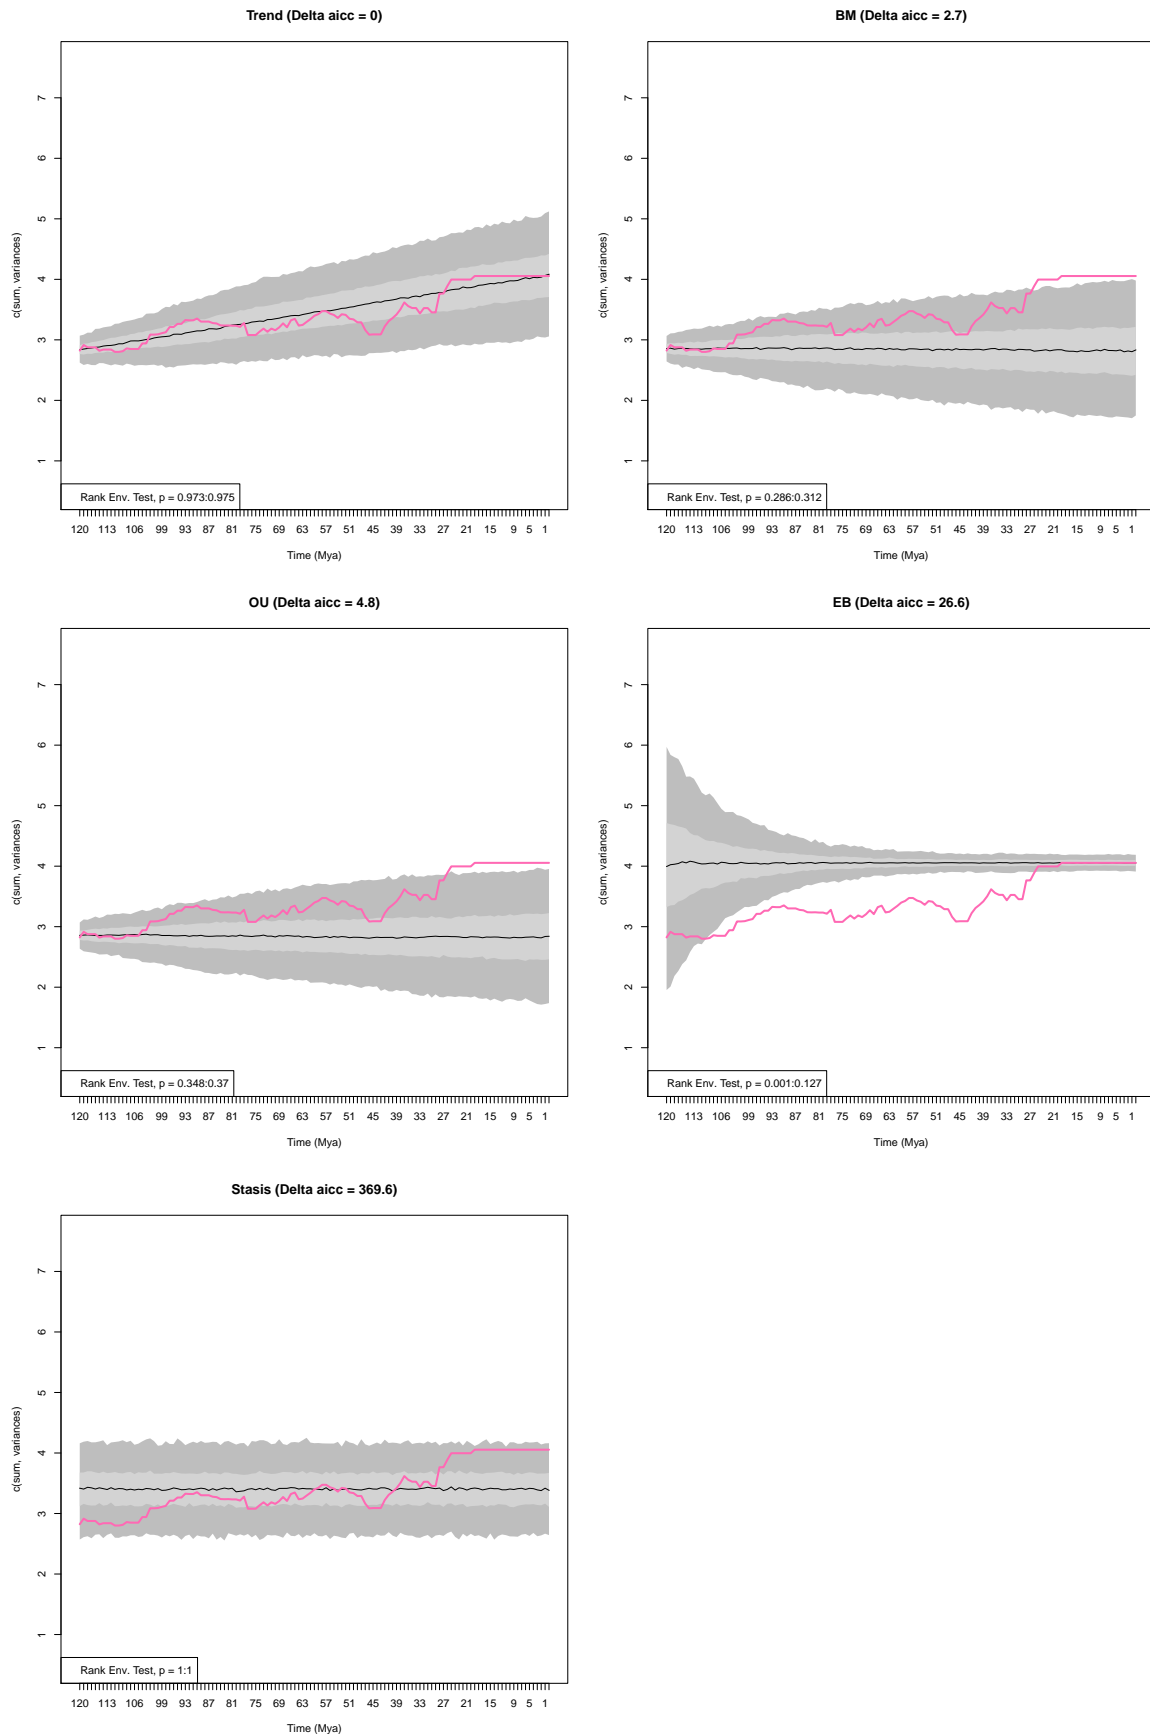 Trend (Delta aicc = 0)
c(sum, variances)
7
6
5
4
3
2
1
Rank Env. Test, p = 0.973:0.975
120 113 106 99 93 87 81 75 69 63 57 51 45 39 33 27 21 15 9 5 1
Time (Mya)
BM (Delta aicc = 2.7)
c(sum, variances)
7
6
5
4
3
2
1
Rank Env. Test, p = 0.286:0.312
120 113 106 99 93 87 81 75 69 63 57 51 45 39 33 27 21 15 9 5 1
Time (Mya)
OU (Delta aicc = 4.8)
c(sum, variances)
7
6
5
4
3
2
1
Rank Env. Test, p = 0.348:0.37
120 113 106 99 93 87 81 75 69 63 57 51 45 39 33 27 21 15 9 5 1
Time (Mya)
EB (Delta aicc = 26.6)
c(sum, variances)
7
6
5
4
3
2
1
Rank Env. Test, p = 0.001:0.127
120 113 106 99 93 87 81 75 69 63 57 51 45 39 33 27 21 15 9 5 1
Time (Mya)
Stasis (Delta aicc = 369.6)
c(sum, variances)
7
6
5
4
3
2
1
Rank Env. Test, p = 1:1
120 113 106 99 93 87 81 75 69 63 57 51 45 39 33 27 21 15 9 5 1
Time (Mya)